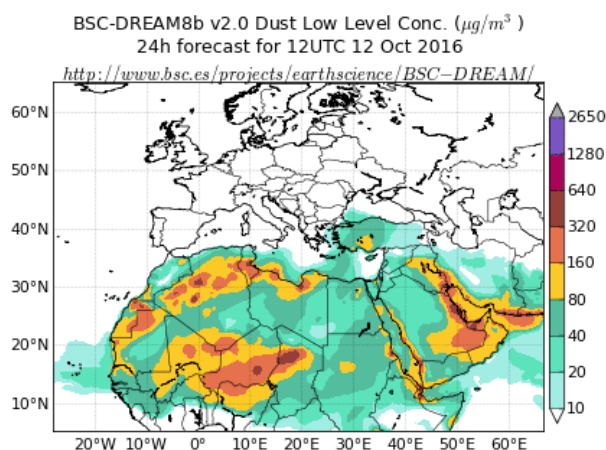 BSC-DREAM8b v2.0 Dust Low Level Conc. (μg/m³ )
24h forecast for 12UTC 12 Oct 2016
http://www.bsc.es/projects/earthscience/BSC−DREAM/
60°N
50°N
40°N
30°N
20°N
10°N
20°W 10°W 0° 10°E 20°E 30°E 40°E 50°E 60°E
2650
1280
640
320
160
80
40
20
10